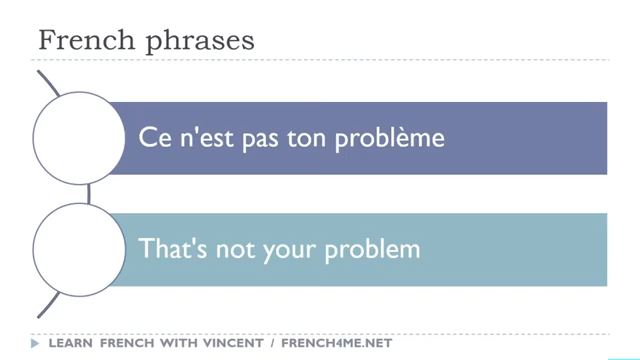 French phrases
Ce n'est pas ton problème
That's not your problem
LEARN FRENCH WITH VINCENT / FRENCH4ME.NET